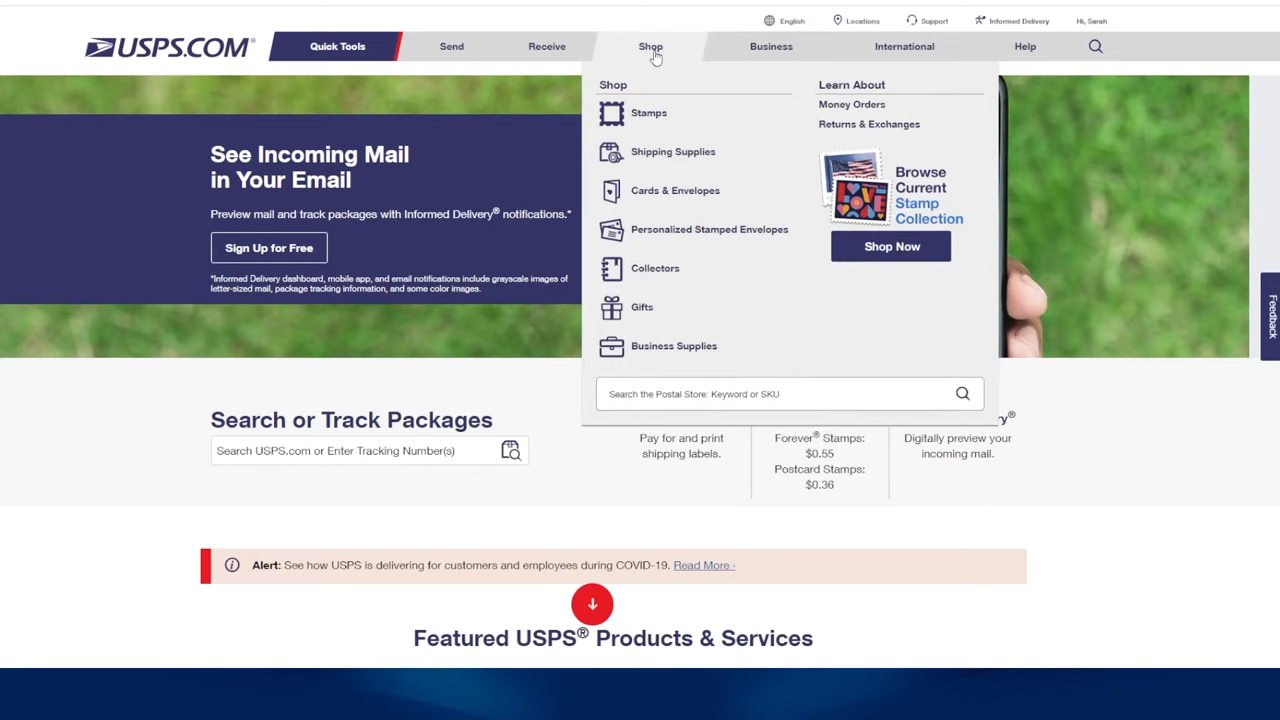 English
Locations
Support
Informed Delivery
Hi, Sarah
USPS.COM®
Quick Tools
Send
Receive
Shop
Business
International
Help
See Incoming Mail
in Your Email
Preview mail and track packages with Informed Delivery® notifications.*
Sign Up for Free
*Informed Delivery dashboard, mobile app, and email notifications include grayscale images of
letter-sized mail, package tracking information, and some color images.
Shop
Stamps
Shipping Supplies
Cards & Envelopes
Personalized Stamped Envelopes
Collectors
Gifts
Business Supplies
Learn About
Money Orders
Returns & Exchanges
LOVE
Browse
Current
Stamp
Collection
Shop Now
Search the Postal Store: Keyword or SKU
Feedback
Search or Track Packages
Search USPS.com or Enter Tracking Number(s)
Pay for and print
shipping labels.
Forever® Stamps:
$0.55
Postcard Stamps:
$0.36
Digitally preview your
incoming mail.
Alert: See how USPS is delivering for customers and employees during COVID-19. Read More ›
Featured USPS® Products & Services